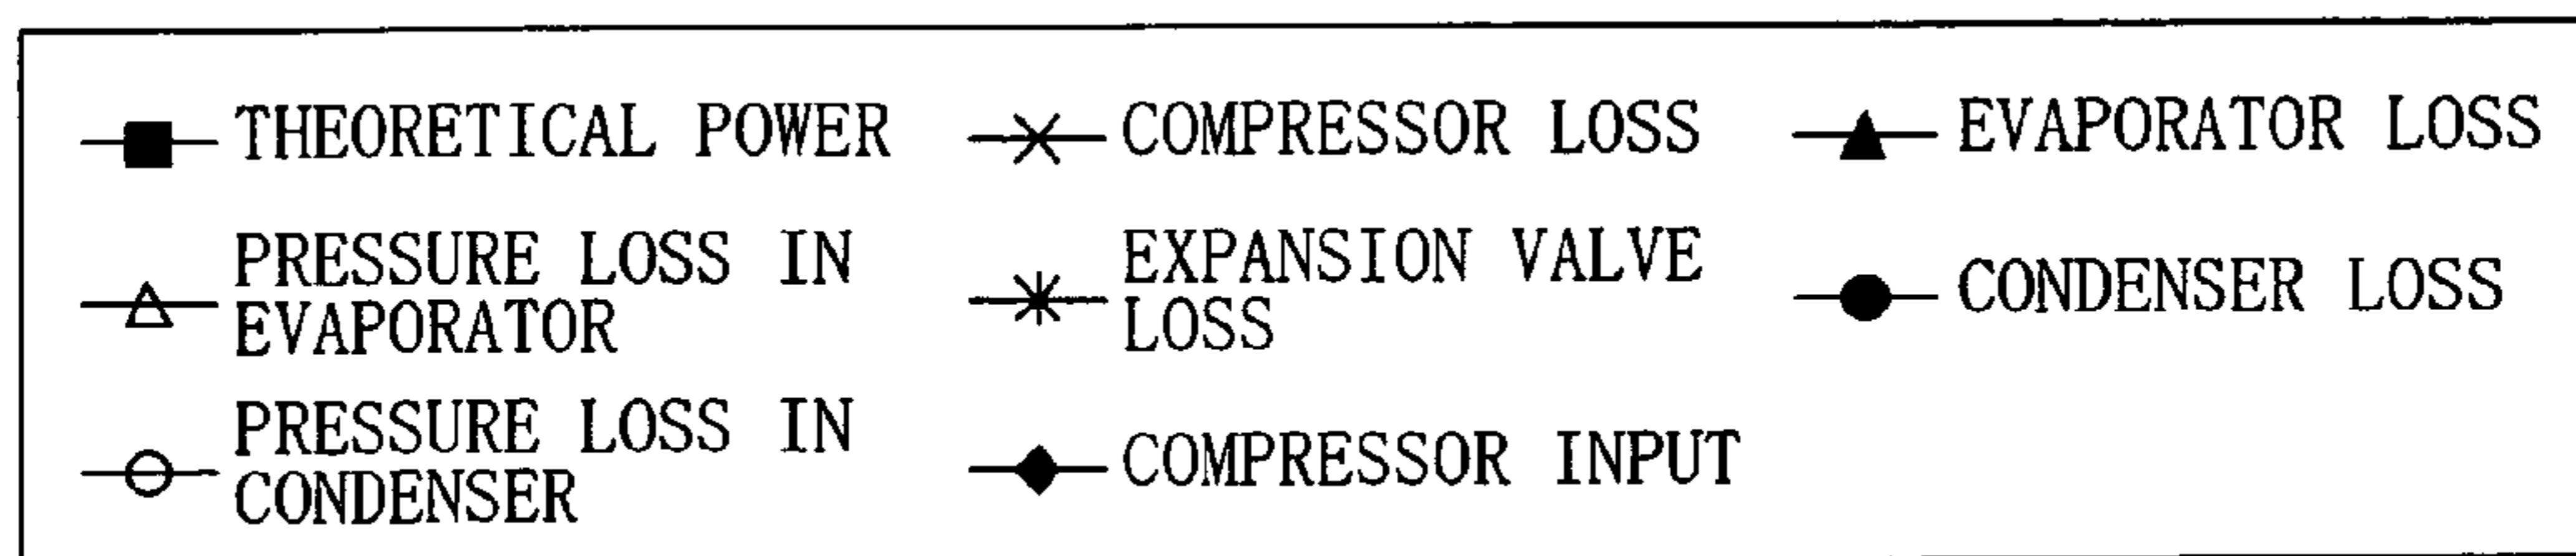 THEORETICAL POWER
COMPRESSOR LOSS
EVAPORATOR LOSS
PRESSURE LOSS IN
EVAPORATOR
EXPANSION VALVE
LOSS
CONDENSER LOSS
PRESSURE LOSS IN
CONDENSER
COMPRESSOR INPUT